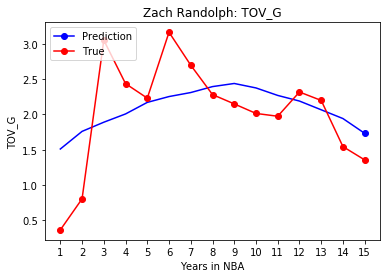 Zach Randolph: TOV_G
Prediction
True
3.0
2.5
2.0
1.5
1.0
0.5
TOV_G
1 2 3 4 5 6 7 8 9 10 11 12 13 14 15
Years in NBA